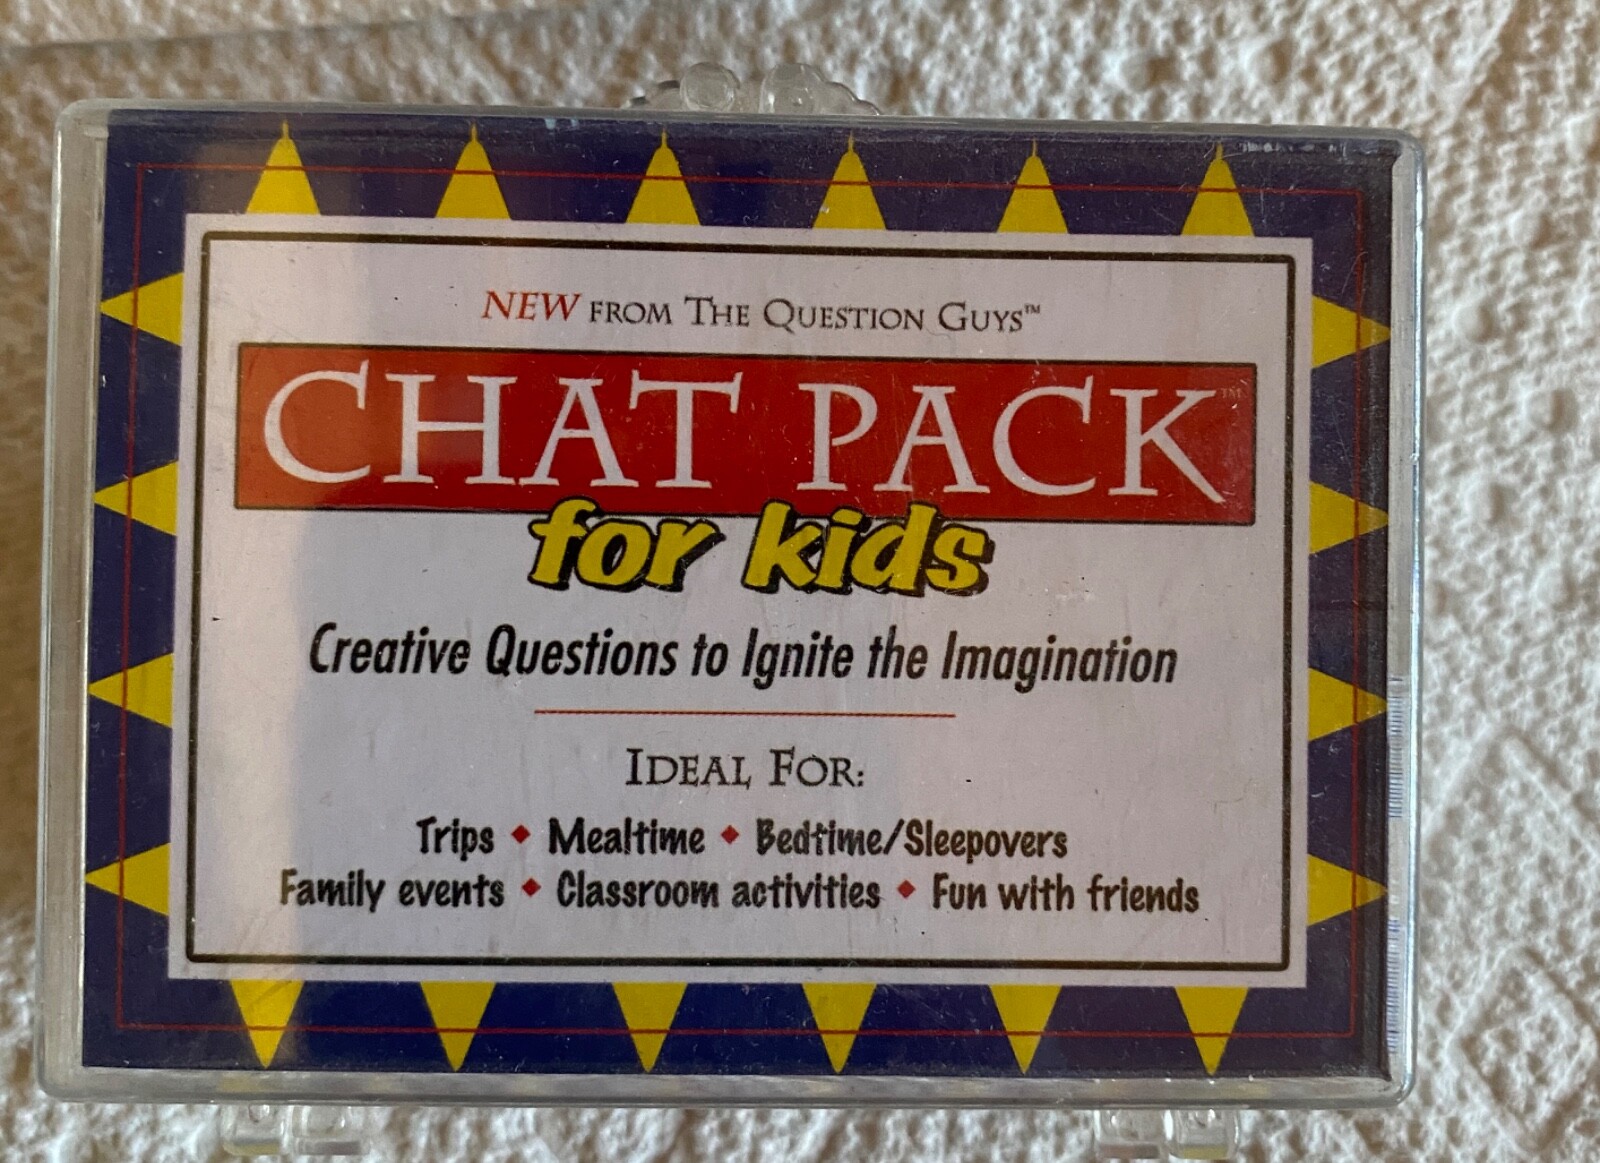 NEW FROM THE QUESTION GUYS™
CHAT PACK™
for kids
Creative Questions to Ignite the Imagination
IDEAL FOR:
Trips ♦ Mealtime ♦ Bedtime/Sleepovers
Family events ♦ Classroom activities ♦ Fun with friends